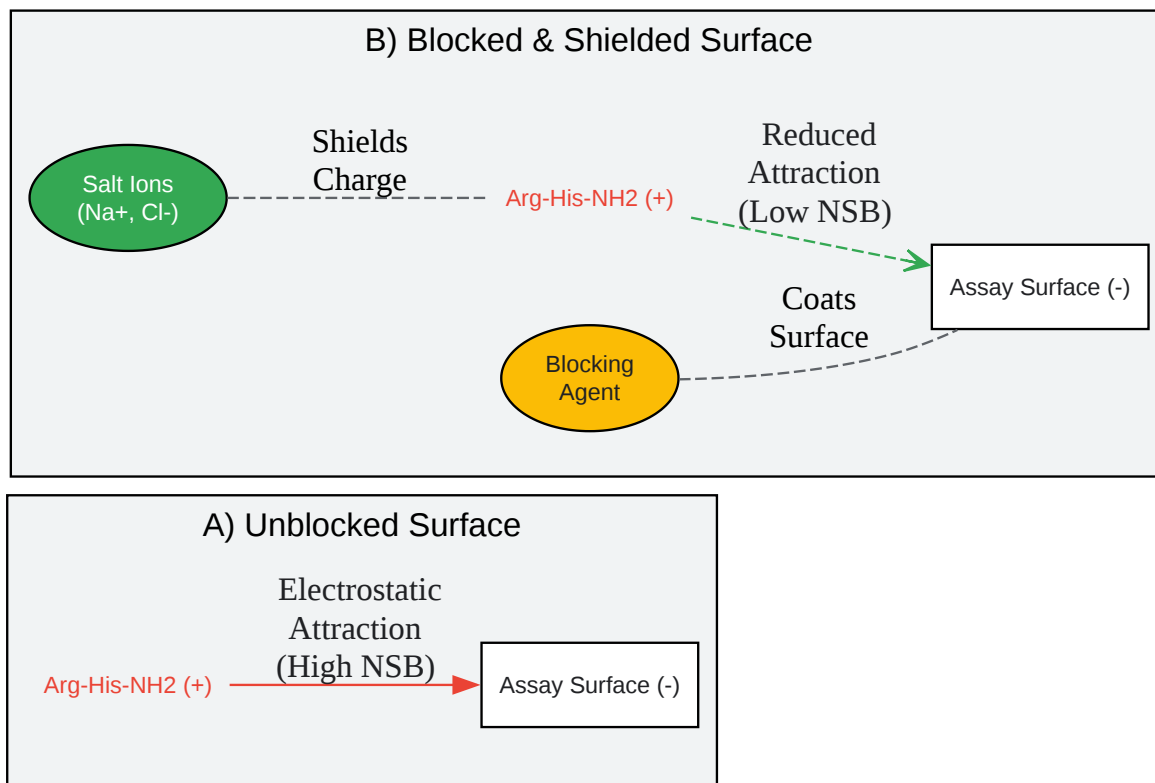 B) Blocked & Shielded Surface
Shields
Charge
Reduced
Attraction
(Low NSB)
Salt Ions
(Na+, Cl-)
Arg-His-NH2 (+)
Assay Surface (-)
Coats
Surface
Blocking
Agent
A) Unblocked Surface
Electrostatic
Attraction
(High NSB)
Arg-His-NH2 (+)
Assay Surface (-)